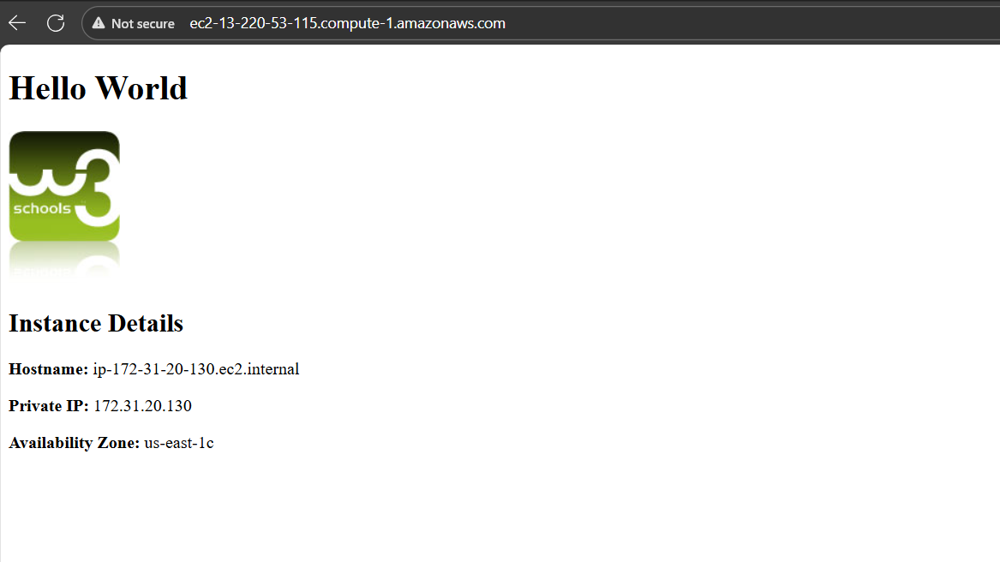 Not secure ec2-13-220-53-115.compute-1.amazonaws.com
Hello World
w3
schools
Instance Details
Hostname: ip-172-31-20-130.ec2.internal
Private IP: 172.31.20.130
Availability Zone: us-east-1c